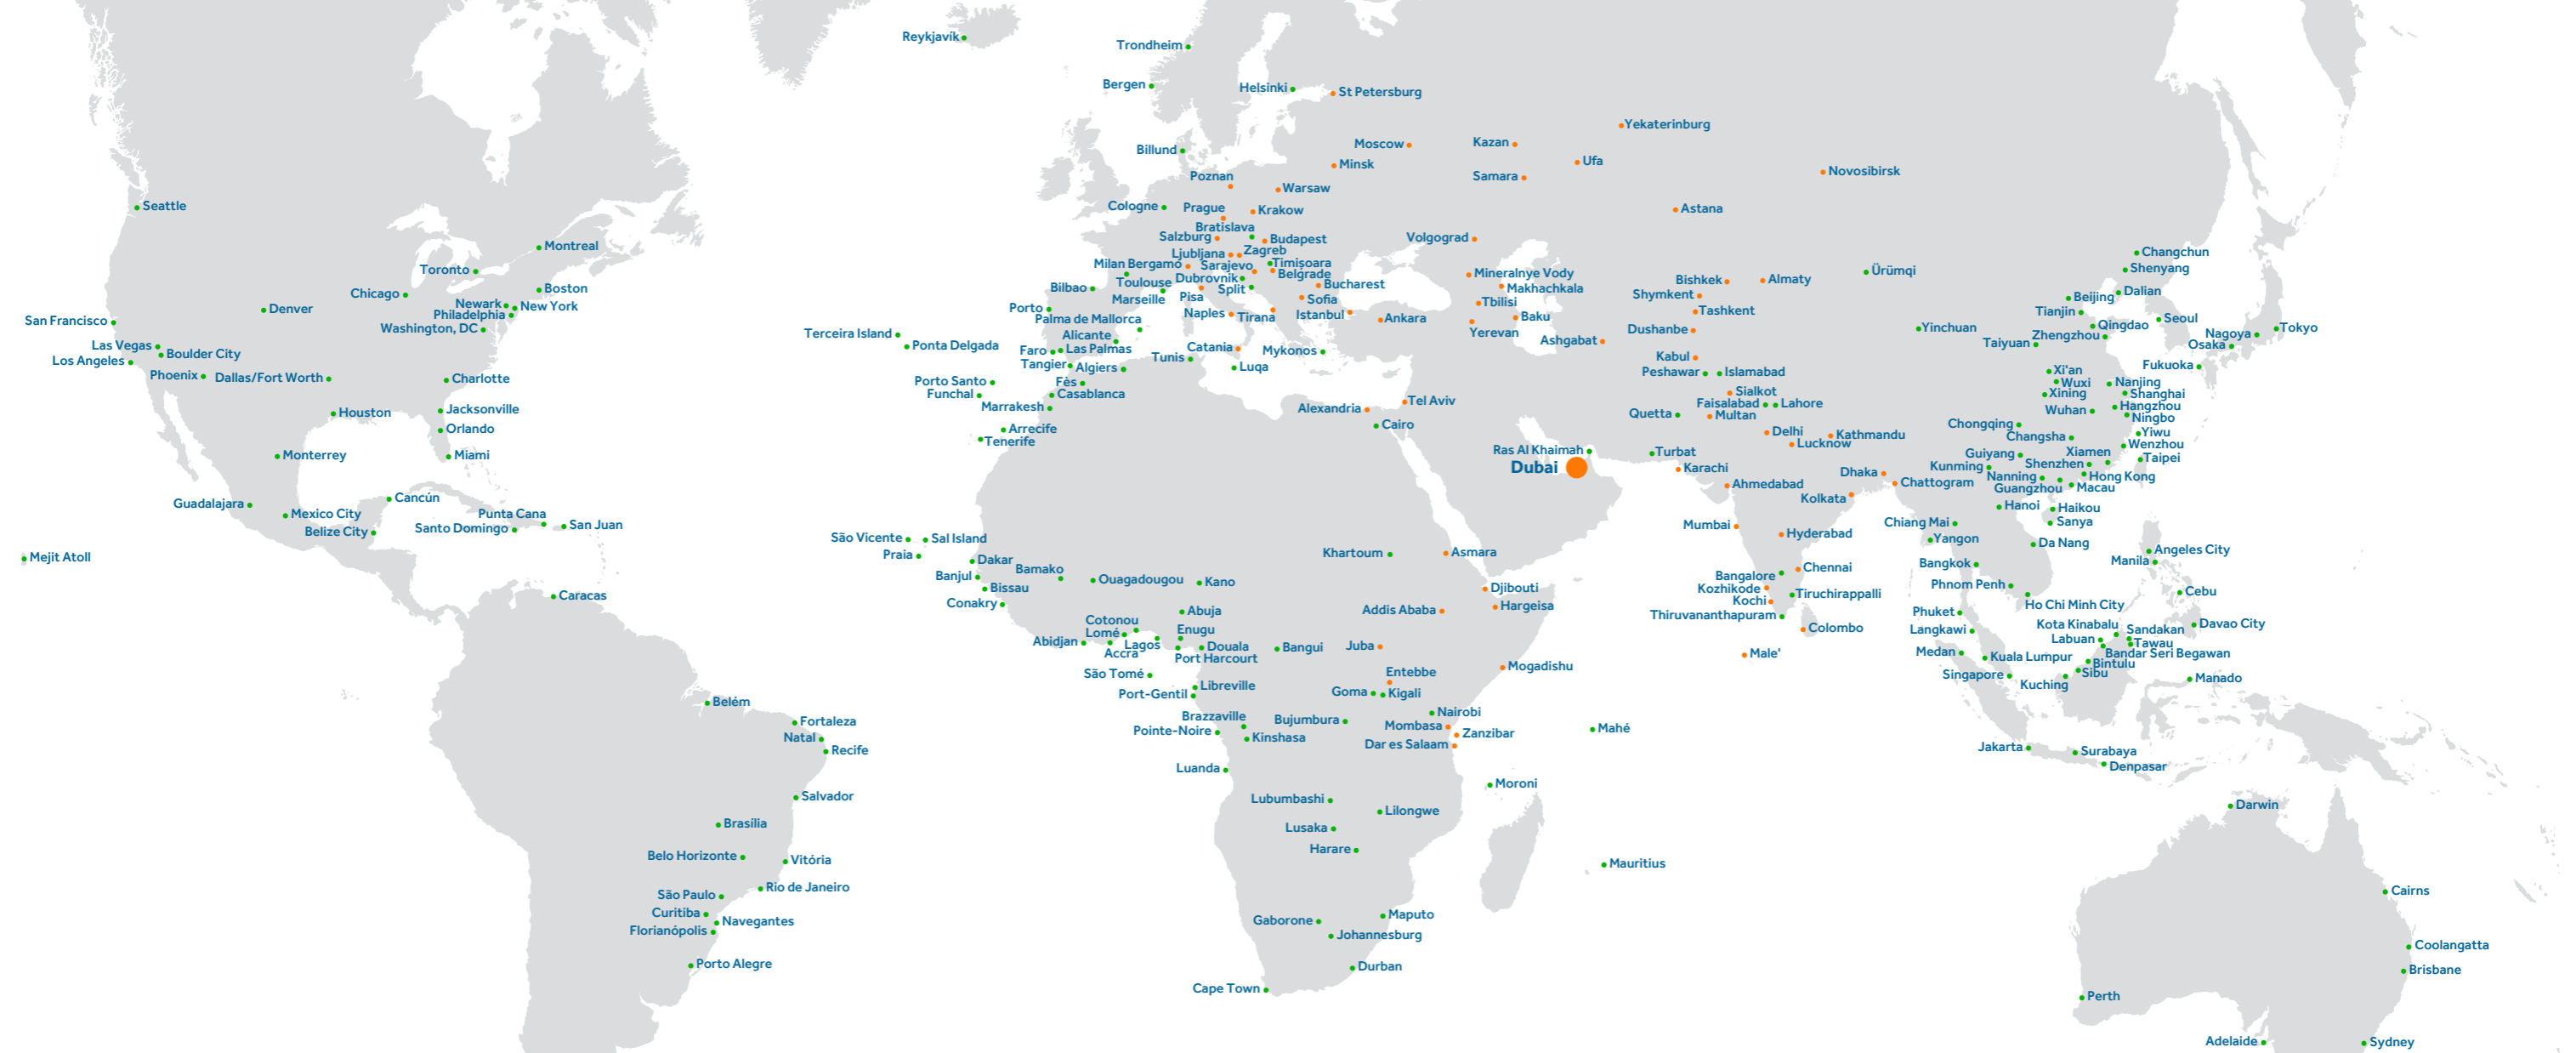 Reykjavík
Trondheim
Bergen
Helsinki
St Petersburg
Yekaterinburg
Moscow
Kazan
Billund
Minsk
Ufa
Novosibirsk
Poznan
Samara
Warsaw
Seattle
Cologne
Prague
Krakow
Astana
Bratislava
Salzburg
Budapest
Volgograd
Montreal
Ljubljana
Zagreb
Changchun
Toronto
Milan Bergamo
Sarajevo
Timișoara
Shenyang
Ürümqi
Belgrade
Mineralnye Vody
Bishkek
Almaty
Toulouse
Dubrovnik
Bilbao
Boston
Chicago
Split
Bucharest
Makhachkala
Dalian
Marseille
Pisa
Sofia
Shymkent
Beijing
Newark
New York
Tbilisi
Denver
Porto
Philadelphia
Naples
Tirana
Istanbul
Ankara
Baku
Tashkent
Tianjin
Seoul
San Francisco
Palma de Mallorca
Washington, DC
Yerevan
Dushanbe
Yinchuan
Qingdao
Tokyo
Terceira Island
Alicante
Zhengzhou
Nagoya
Las Vegas
Ponta Delgada
Faro
Las Palmas
Catania
Mykonos
Ashgabat
Taiyuan
Osaka
Boulder City
Los Angeles
Tunis
Kabul
Tangier
Algiers
Luqa
Peshawar
Islamabad
Xi'an
Fukuoka
Phoenix
Dallas/Fort Worth
Charlotte
Porto Santo
Fès
Wuxi
Nanjing
Funchal
Casablanca
Sialkot
Xining
Shanghai
Marrakesh
Alexandria
Tel Aviv
Faisalabad
Lahore
Hangzhou
Houston
Jacksonville
Quetta
Multan
Wuhan
Ningbo
Cairo
Chongqing
Orlando
Arrecife
Delhi
Kathmandu
Changsha
Yiwu
Tenerife
Lucknow
Wenzhou
Monterrey
Miami
Ras Al Khaimah
Turbat
Guiyang
Xiamen
Taipei
Dubai
Karachi
Dhaka
Kunming
Shenzhen
Nanning
Hong Kong
Ahmedabad
Chattogram
Guangzhou
Macau
Guadalajara
Cancún
Kolkata
Mexico City
Punta Cana
Hanoi
Haikou
Belize City
Santo Domingo
San Juan
Mumbai
Chiang Mai
Sanya
São Vicente
Sal Island
Hyderabad
Yangon
Da Nang
Mejit Atoll
Praia
Dakar
Khartoum
Asmara
Angeles City
Bamako
Bangkok
Manila
Banjul
Ouagadougou
Kano
Bangalore
Chennai
Bissau
Djibouti
Kozhikode
Phnom Penh
Cebu
Caracas
Conakry
Kochi
Tiruchirappalli
Abuja
Addis Ababa
Hargeisa
Thiruvananthapuram
Phuket
Ho Chi Minh City
Cotonou
Enugu
Colombo
Langkawi
Kota Kinabalu
Sandakan
Davao City
Lomé
Abidjan
Lagos
Douala
Bangui
Juba
Labuan
Tawau
Accra
Port Harcourt
Male'
Medan
Kuala Lumpur
Bandar Seri Begawan
Mogadishu
Bintulu
São Tomé
Entebbe
Singapore
Sibu
Manado
Kuching
Port-Gentil
Libreville
Goma
Kigali
Belém
Nairobi
Fortaleza
Brazzaville
Bujumbura
Mombasa
Mahé
Natal
Pointe-Noire
Kinshasa
Zanzibar
Recife
Dar es Salaam
Jakarta
Surabaya
Luanda
Denpasar
Moroni
Salvador
Lubumbashi
Lilongwe
Darwin
Brasília
Lusaka
Harare
Belo Horizonte
Vitória
Mauritius
Rio de Janeiro
São Paulo
Cairns
Curitiba
Navegantes
Gaborone
Maputo
Florianópolis
Johannesburg
Coolangatta
Porto Alegre
Durban
Brisbane
Cape Town
Perth
Adelaide
Sydney